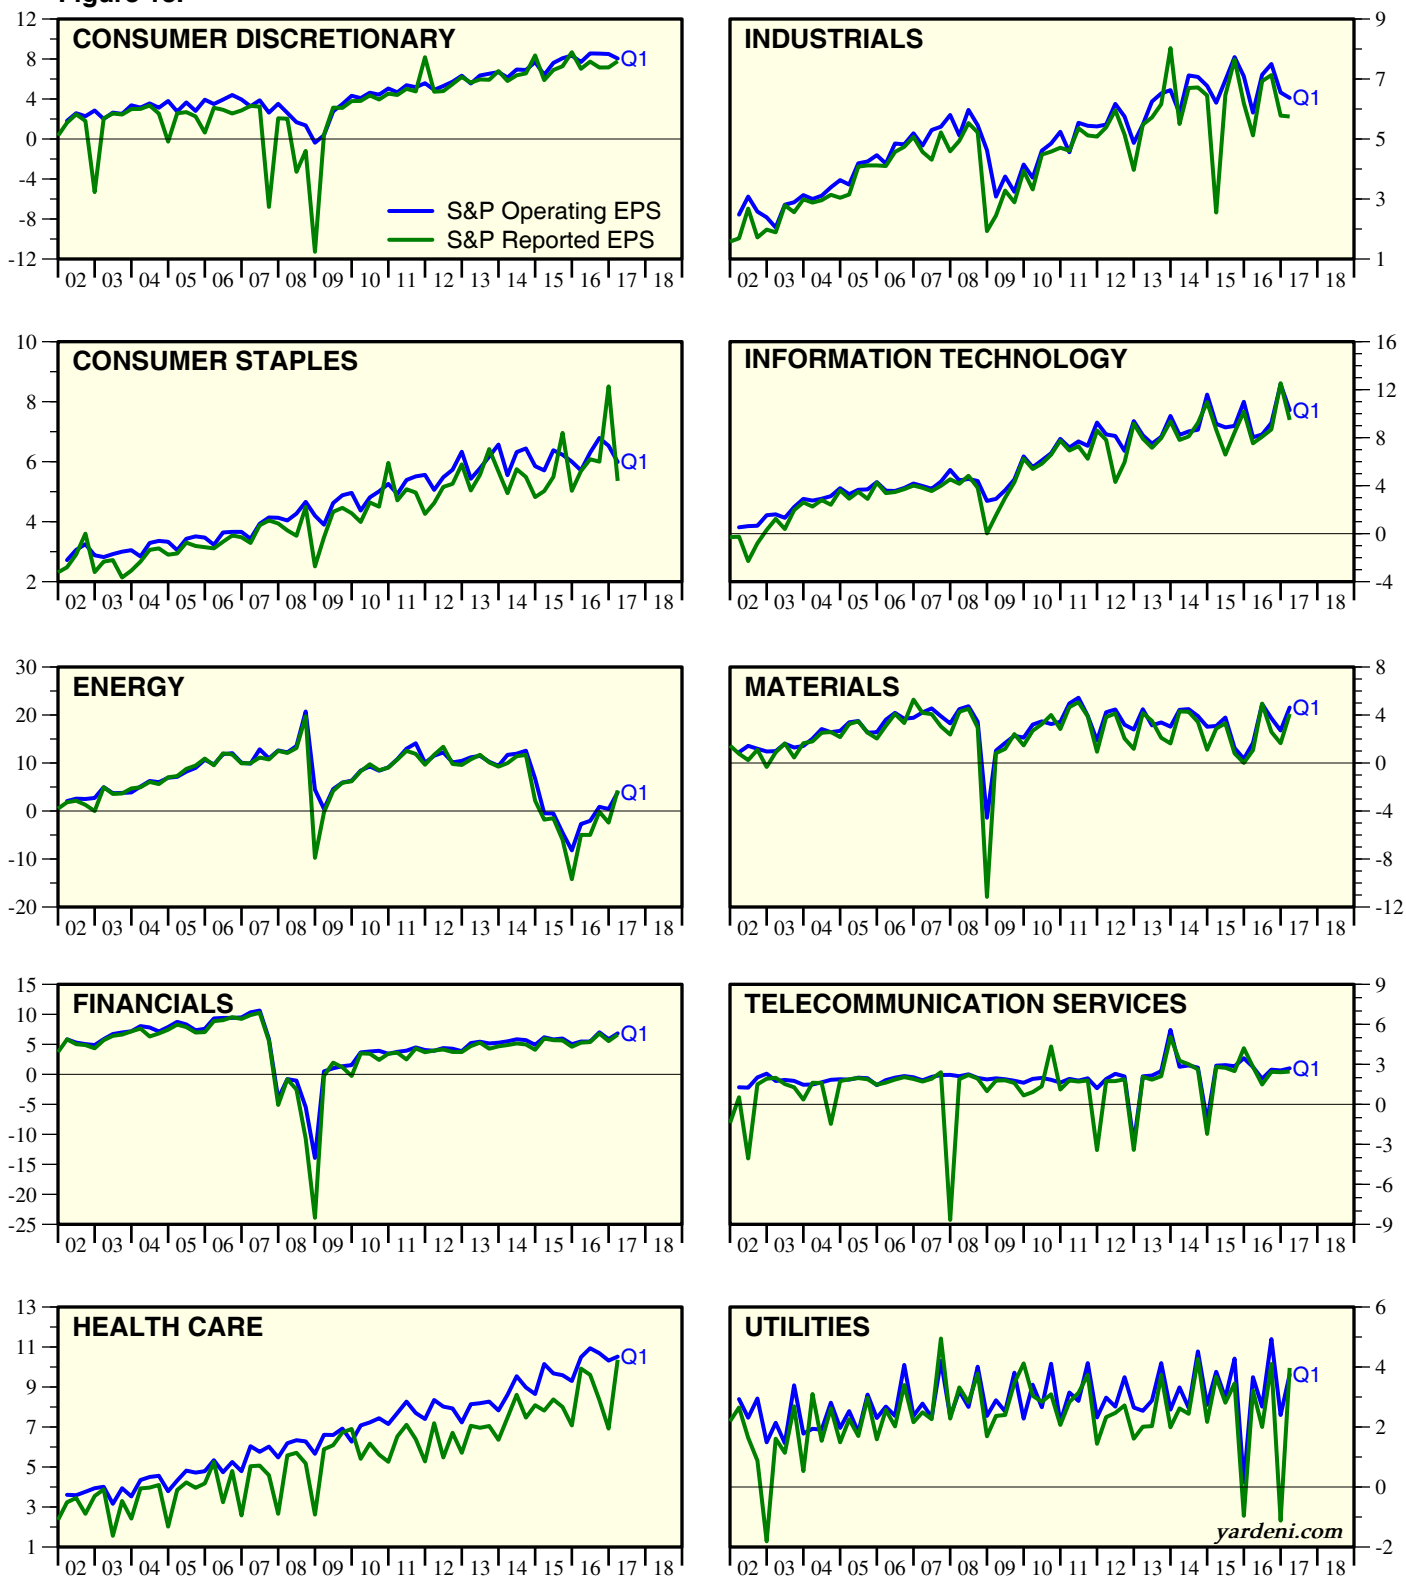 CONSUMER DISCRETIONARY
12
8
4
0
-4
-8
-12
Q1
S&P Operating EPS
S&P Reported EPS
02 03 04 05 06 07 08 09 10 11 12 13 14 15 16 17 18
INDUSTRIALS
9
7
5
3
1
Q1
02 03 04 05 06 07 08 09 10 11 12 13 14 15 16 17 18
CONSUMER STAPLES
10
8
6
4
2
Q1
02 03 04 05 06 07 08 09 10 11 12 13 14 15 16 17 18
INFORMATION TECHNOLOGY
16
12
8
4
0
-4
Q1
02 03 04 05 06 07 08 09 10 11 12 13 14 15 16 17 18
ENERGY
30
20
10
0
-10
-20
Q1
02 03 04 05 06 07 08 09 10 11 12 13 14 15 16 17 18
MATERIALS
8
4
0
-4
-8
-12
Q1
02 03 04 05 06 07 08 09 10 11 12 13 14 15 16 17 18
FINANCIALS
15
10
5
0
-5
-10
-15
-20
-25
Q1
02 03 04 05 06 07 08 09 10 11 12 13 14 15 16 17 18
TELECOMMUNICATION SERVICES
9
6
3
0
-3
-6
-9
Q1
02 03 04 05 06 07 08 09 10 11 12 13 14 15 16 17 18
HEALTH CARE
13
11
9
7
5
3
1
Q1
02 03 04 05 06 07 08 09 10 11 12 13 14 15 16 17 18
UTILITIES
6
4
2
0
-2
Q1
yardeni.com
02 03 04 05 06 07 08 09 10 11 12 13 14 15 16 17 18